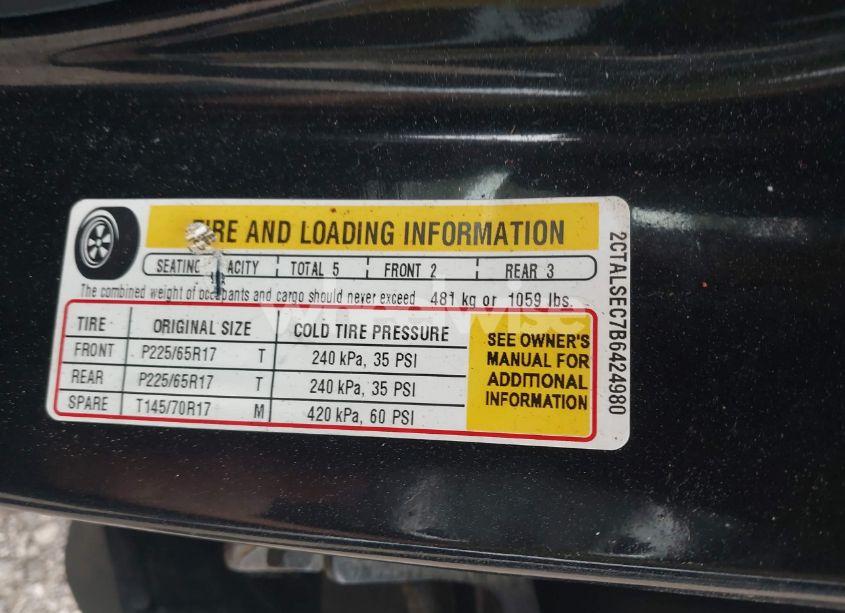 TIRE AND LOADING INFORMATION
SEATING CAPACITY TOTAL 5 FRONT 2 REAR 3
The combined weight of occupants and cargo should never exceed 481 kg or 1059 lbs.
TIRE ORIGINAL SIZE COLD TIRE PRESSURE
FRONT P225/65R17 T 240 kPa, 35 PSI
REAR P225/65R17 T 240 kPa, 35 PSI
SPARE T145/70R17 M 420 kPa, 60 PSI
SEE OWNER'S
MANUAL FOR
ADDITIONAL
INFORMATION
2CTALSEC7B6424980
wheelwise